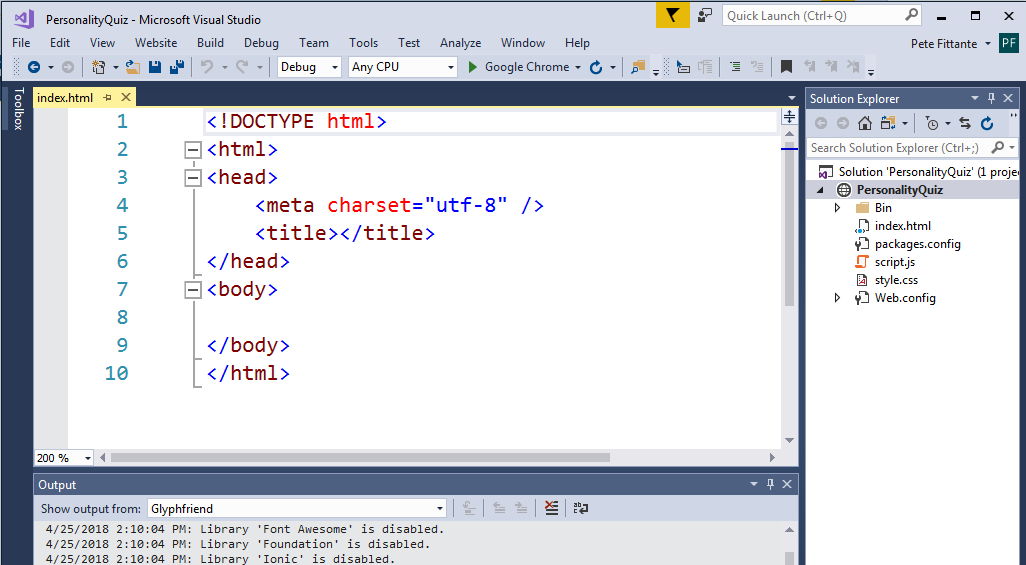 PersonalityQuiz - Microsoft Visual Studio
Quick Launch (Ctrl+Q)
File Edit View Website Build Debug Team Tools Test Analyze Window Help
Pete Fittante PF
Debug Any CPU Google Chrome
Toolbox
index.html
1 <!DOCTYPE html>
2 <html>
3 <head>
4 <meta charset="utf-8" />
5 <title></title>
6 </head>
7 <body>
8
9 </body>
10 </html>
200 %
Solution Explorer
Search Solution Explorer (Ctrl+;)
Solution 'PersonalityQuiz' (1 projec
PersonalityQuiz
Bin
index.html
packages.config
script.js
style.css
Web.config
Output
Show output from: Glyphfriend
4/25/2018 2:10:04 PM: Library 'Font Awesome' is disabled.
4/25/2018 2:10:04 PM: Library 'Foundation' is disabled.
4/25/2018 2:10:04 PM: Library 'Ionic' is disabled.